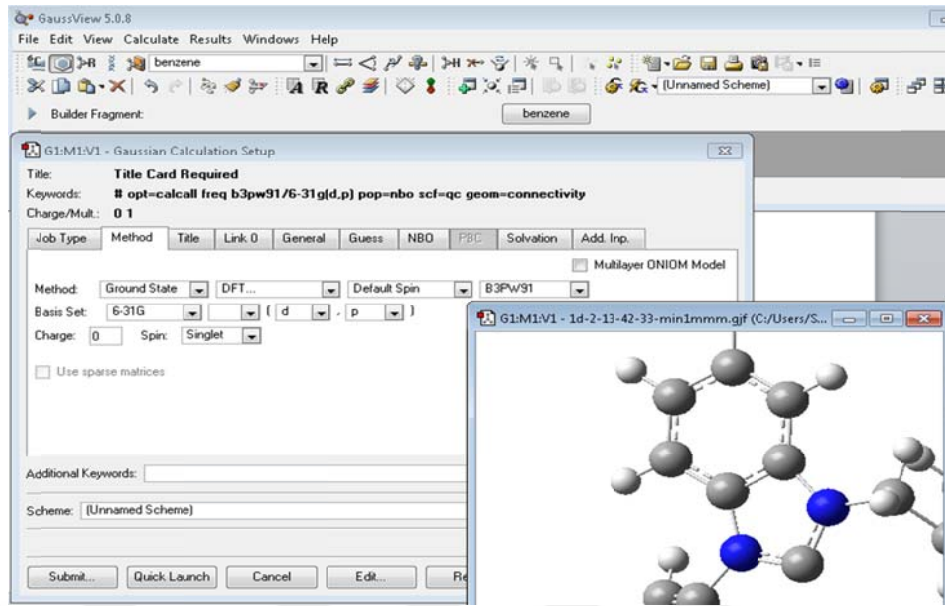 GaussView 5.0.8
File Edit View Calculate Results Windows Help
benzene
(Unnamed Scheme)
Builder Fragment: benzene
G1:M1:V1 - Gaussian Calculation Setup
Title: Title Card Required
Keywords: # opt=calcall freq b3pw91/6-31g(d,p) pop=nbo scf=qc geom=connectivity
Charge/Mult.: 0 1
Job Type Method Title Link 0 General Guess NBO PBC Solvation Add. Inp.
Multilayer ONIOM Model
Method: Ground State DFT... Default Spin B3PW91
Basis Set: 6-31G ( d , p )
Charge: 0 Spin: Singlet
Use sparse matrices
Additional Keywords:
Scheme: (Unnamed Scheme)
Submit... Quick Launch Cancel Edit... Re
G1:M1:V1 - 1d-2-13-42-33-min1mmm.gjf (C:/Users/S...